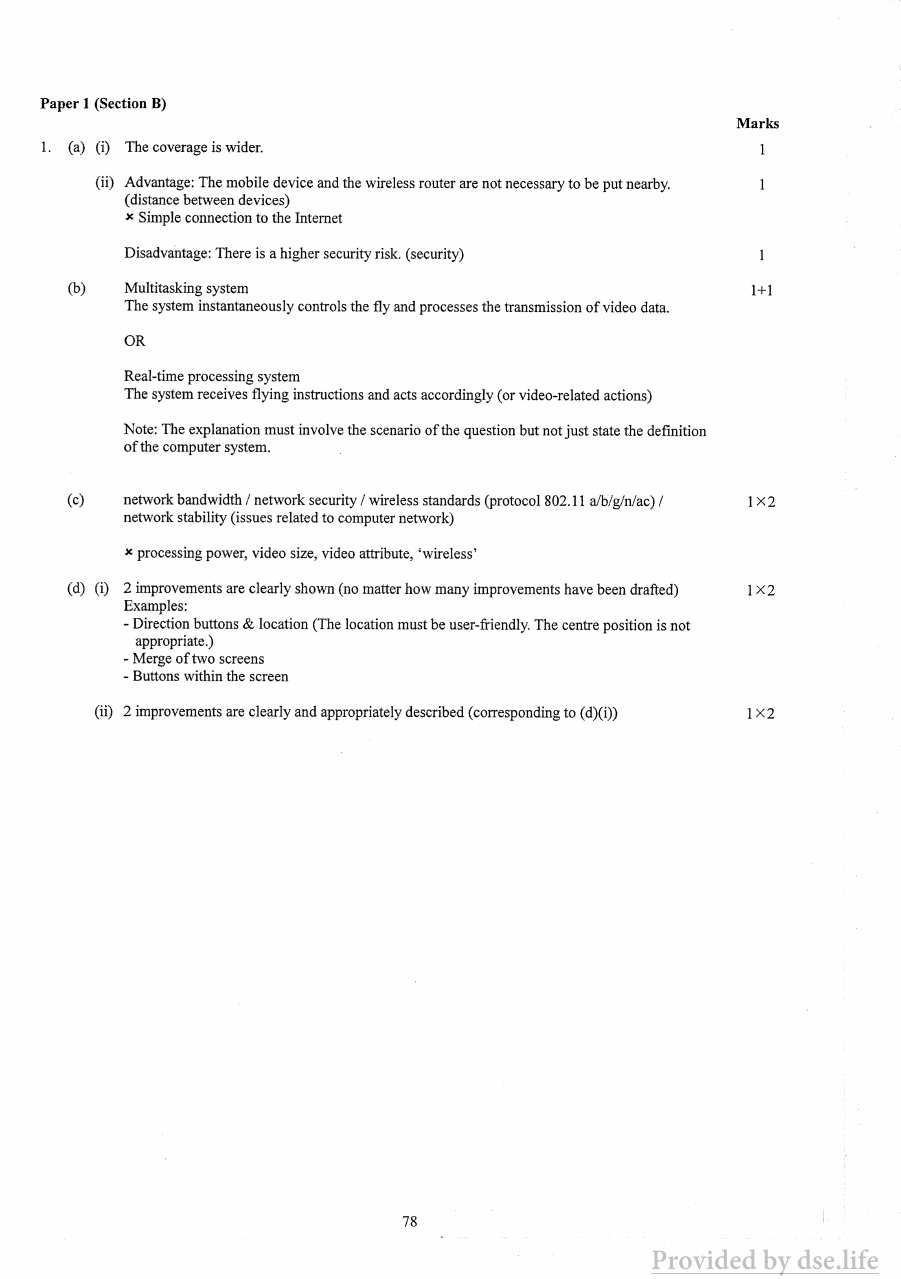 Paper 1 (Section B)
Marks
1. (a) (i) The coverage is wider. 1
(ii) Advantage: The mobile device and the wireless router are not necessary to be put nearby. 1
(distance between devices)
× Simple connection to the Internet
Disadvantage: There is a higher security risk. (security) 1
(b) Multitasking system 1+1
The system instantaneously controls the fly and processes the transmission of video data.
OR
Real-time processing system
The system receives flying instructions and acts accordingly (or video-related actions)
Note: The explanation must involve the scenario of the question but not just state the definition
of the computer system.
(c) network bandwidth / network security / wireless standards (protocol 802.11 a/b/g/n/ac) / 1×2
network stability (issues related to computer network)
× processing power, video size, video attribute, ‘wireless’
(d) (i) 2 improvements are clearly shown (no matter how many improvements have been drafted) 1×2
Examples:
- Direction buttons & location (The location must be user-friendly. The centre position is not
appropriate.)
- Merge of two screens
- Buttons within the screen
(ii) 2 improvements are clearly and appropriately described (corresponding to (d)(i)) 1×2
78
Provided by dse.life